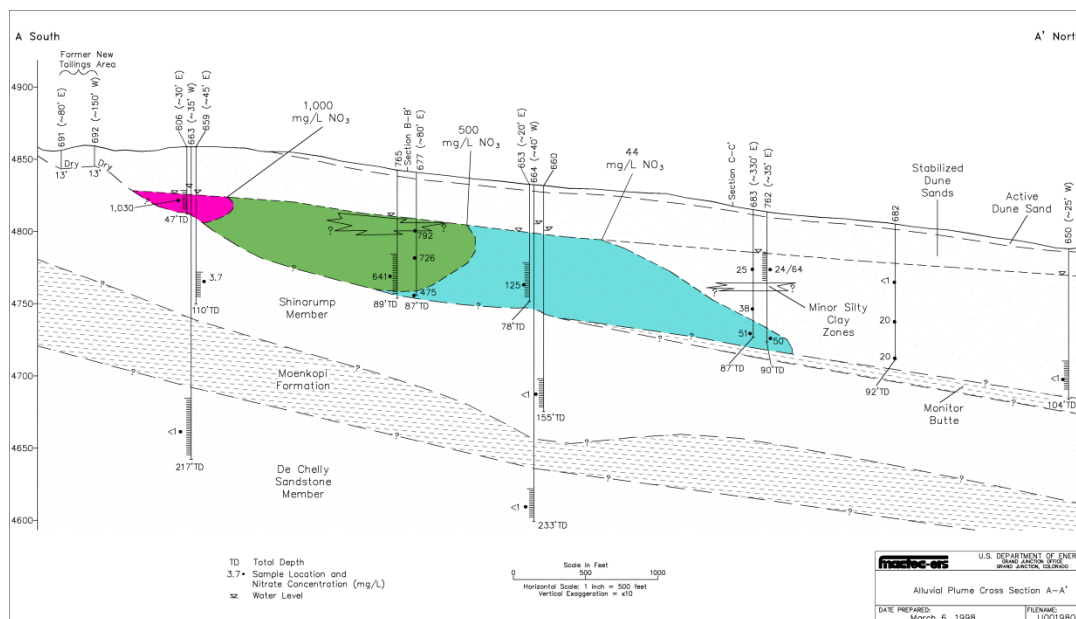 A South
A' North
Former New
Tailings Area
691 (~80' E)
692 (~150' W)
606 (~30' E)
663 (~35' W)
659 (~45' E)
1,000
mg/L NO₃
765
Section B-B'
677 (~80' E)
500
mg/L NO₃
653 (~20' E)
664 (~40' W)
660
44
mg/L NO₃
Section C-C'
683 (~330' E)
762 (~35' E)
682
650 (~25' W)
Stabilized
Dune
Sands
Active
Dune Sand
4900
4850
4800
4750
4700
4650
4600
Dry
Dry
13'
13'
1,030
47'TD
3.7
110'TD
?
?
792
726
641
475
89'TD
87'TD
125
78'TD
25
24/64
38
51
50
87'TD
90'TD
?
?
Minor Silty
Clay
Zones
<1
20
20
92'TD
<1
104'TD
Monitor
Butte
Shinarump
Member
Moenkopi
Formation
De Chelly
Sandstone
Member
<1
217'TD
<1
155'TD
<1
233'TD
TD Total Depth
3.7• Sample Location and
Nitrate Concentration (mg/L)
Water Level
Scale in Feet
0 500 1000
Horizontal Scale: 1 inch = 500 feet
Vertical Exaggeration = x10
mactec-ers
U.S. DEPARTMENT OF ENER
GRAND JUNCTION OFFICE
GRAND JUNCTION, COLORADO
Alluvial Plume Cross Section A-A'
DATE PREPARED:
March 6, 1998
FILENAME:
U001980